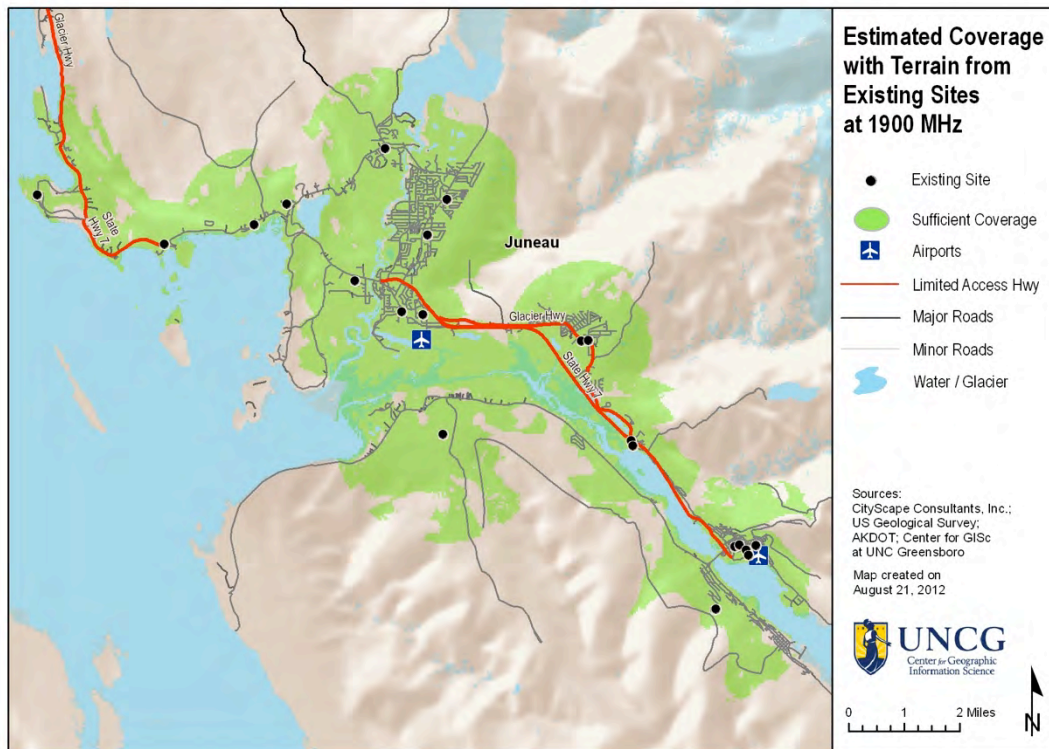 Glacier Hwy
State
Hwy 7
Juneau
Glacier Hwy
State Hwy 7
Estimated Coverage
with Terrain from
Existing Sites
at 1900 MHz
Existing Site
Sufficient Coverage
Airports
Limited Access Hwy
Major Roads
Minor Roads
Water / Glacier
Sources:
CityScape Consultants, Inc.;
US Geological Survey;
AKDOT; Center for GISc
at UNC Greensboro
Map created on
August 21, 2012
UNCG
Center for Geographic
Information Science
0 1 2 Miles
N